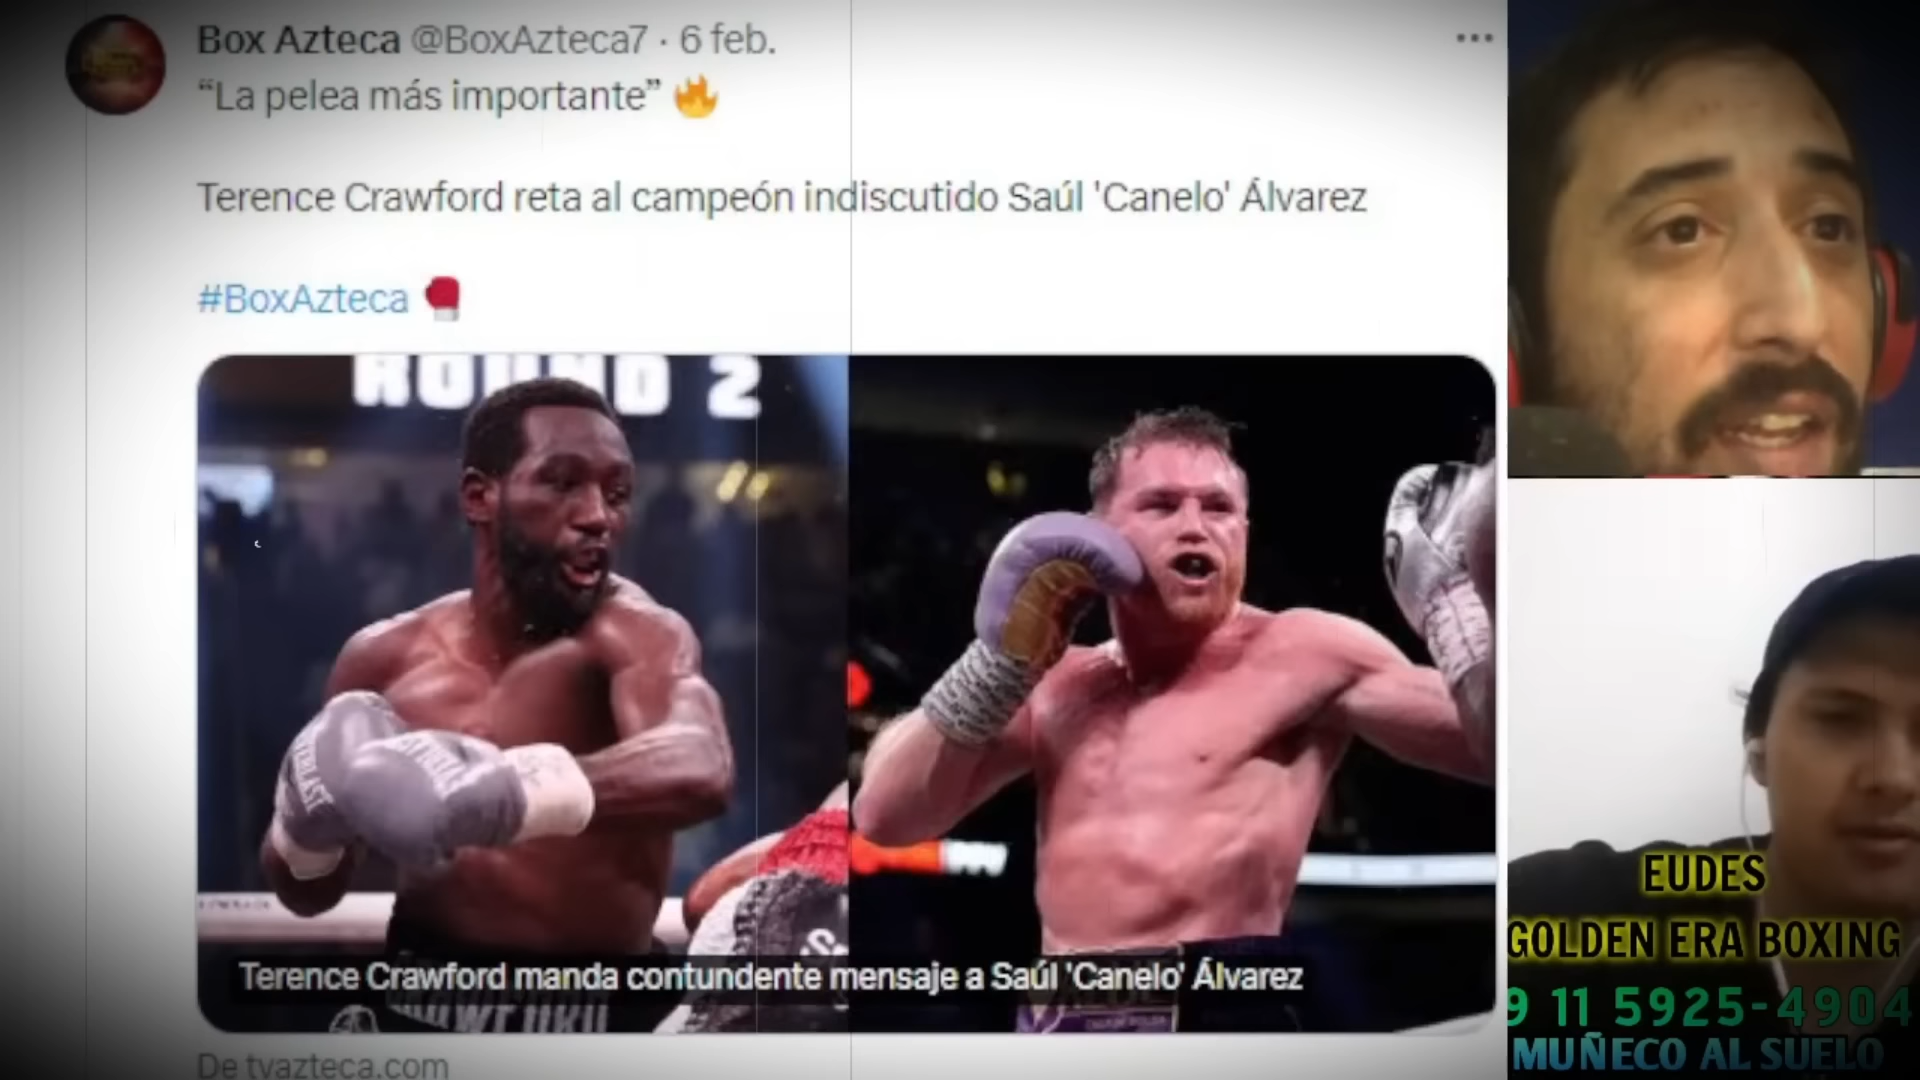 Box Azteca @BoxAzteca7 · 6 feb.
“La pelea más importante”
Terence Crawford reta al campeón indiscutido Saúl 'Canelo' Álvarez
#BoxAzteca
ROUND 2
EVERLAST
Terence Crawford manda contundente mensaje a Saúl 'Canelo' Álvarez
De tvazteca.com
EUDES
GOLDEN ERA BOXING
9 11 5925-4904
MUÑECO AL SUELO